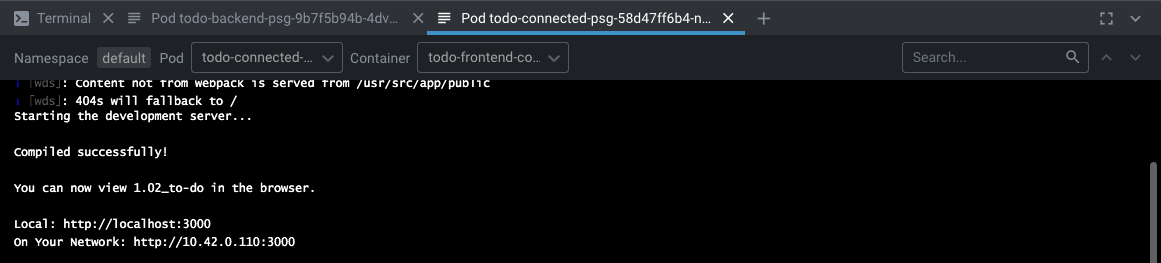 Terminal
Pod todo-backend-psg-9b7f5b94b-4dv...
Pod todo-connected-psg-58d47ff6b4-n...
Namespace default Pod todo-connected-... Container todo-frontend-co... Search...
i ｢wds｣: Content not from webpack is served from /usr/src/app/public
i ｢wds｣: 404s will fallback to /
Starting the development server...
Compiled successfully!
You can now view 1.02_to-do in the browser.
Local: http://localhost:3000
On Your Network: http://10.42.0.110:3000